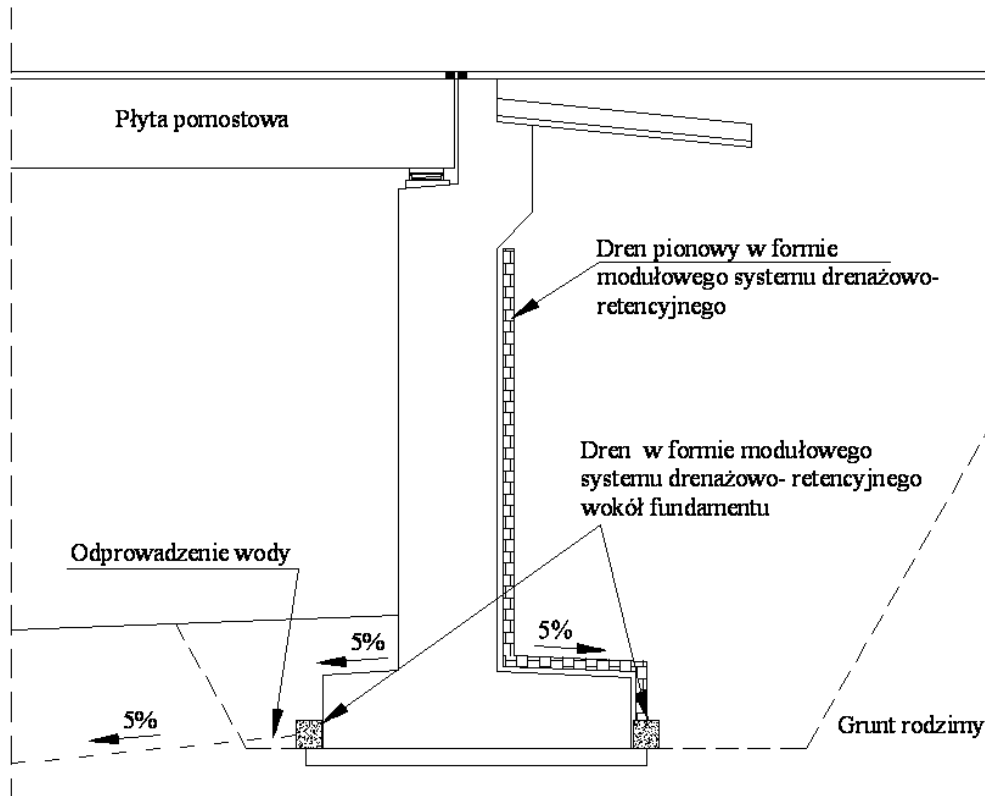 Płyta pomostowa
Dren pionowy w formie
modułowego systemu drenażowo-
retencyjnego
Dren w formie modułowego
systemu drenażowo- retencyjnego
wokół fundamentu
Odprowadzenie wody
5%
5%
5%
Grunt rodzimy